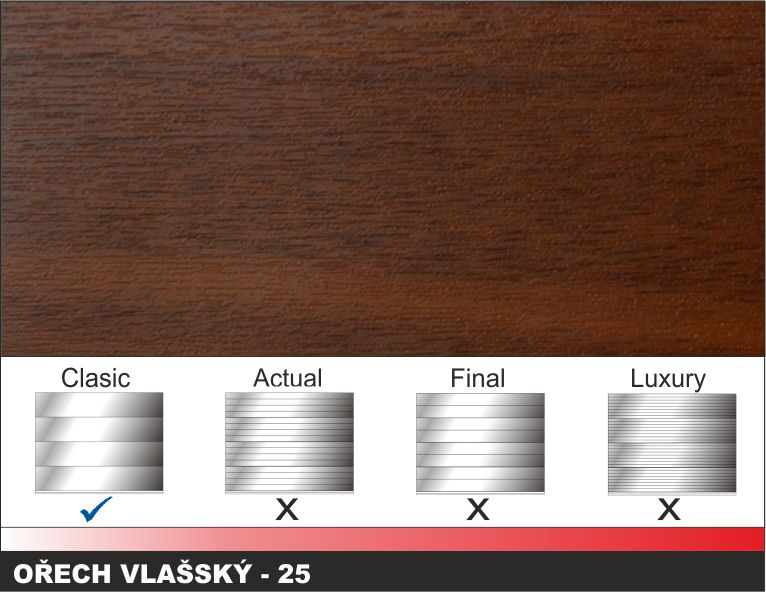 Clasic Actual Final Luxury
✓ X X X
OŘECH VLAŠSKÝ - 25